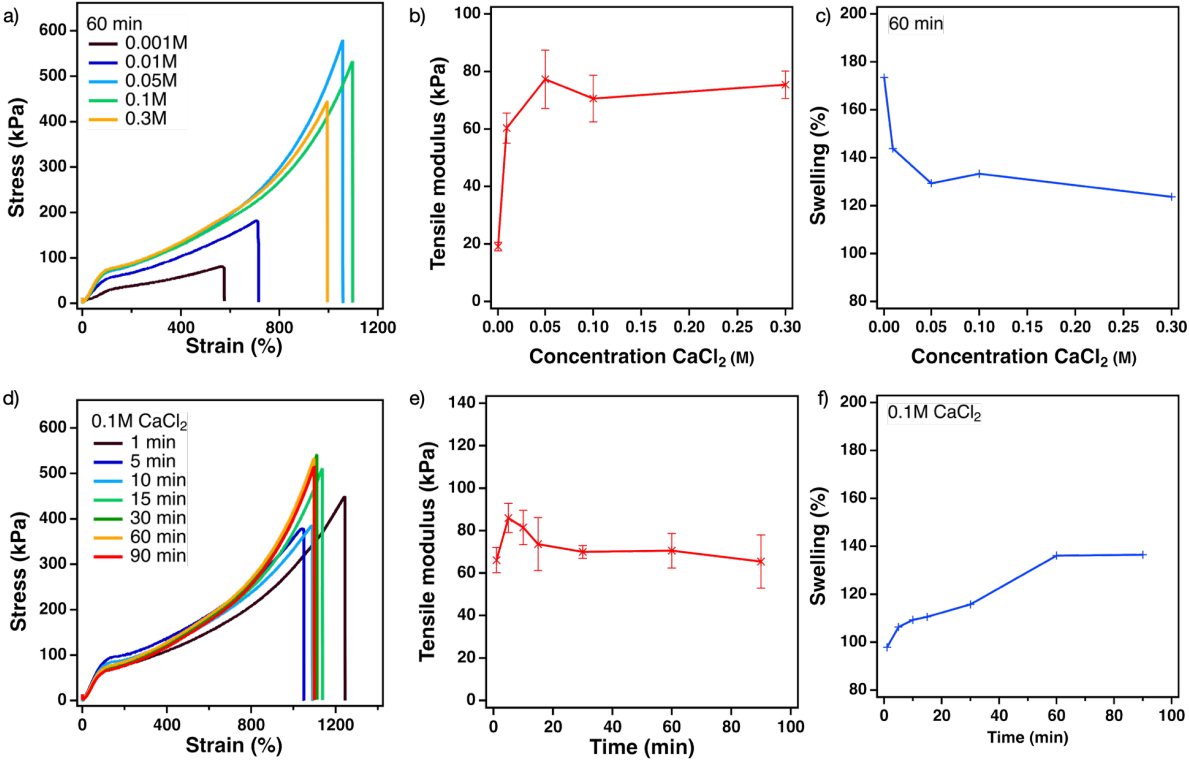 a)
60 min
0.001M
0.01M
0.05M
0.1M
0.3M
600
500
400
300
200
100
0
Stress (kPa)
0
400
800
1200
Strain (%)
b)
100
80
60
40
20
0
Tensile modulus (kPa)
0.00
0.05
0.10
0.15
0.20
0.25
0.30
Concentration CaCl₂ (M)
c)
60 min
200
180
160
140
120
100
80
Swelling (%)
0.00
0.05
0.10
0.15
0.20
0.25
0.30
Concentration CaCl₂ (M)
d)
0.1M CaCl₂
1 min
5 min
10 min
15 min
30 min
60 min
90 min
600
500
400
300
200
100
0
Stress (kPa)
0
400
800
1200
Strain (%)
e)
140
120
100
80
60
40
20
0
Tensile modulus (kPa)
0
20
40
60
80
100
Time (min)
f)
0.1M CaCl₂
200
180
160
140
120
100
80
Swelling (%)
0
20
40
60
80
100
Time (min)